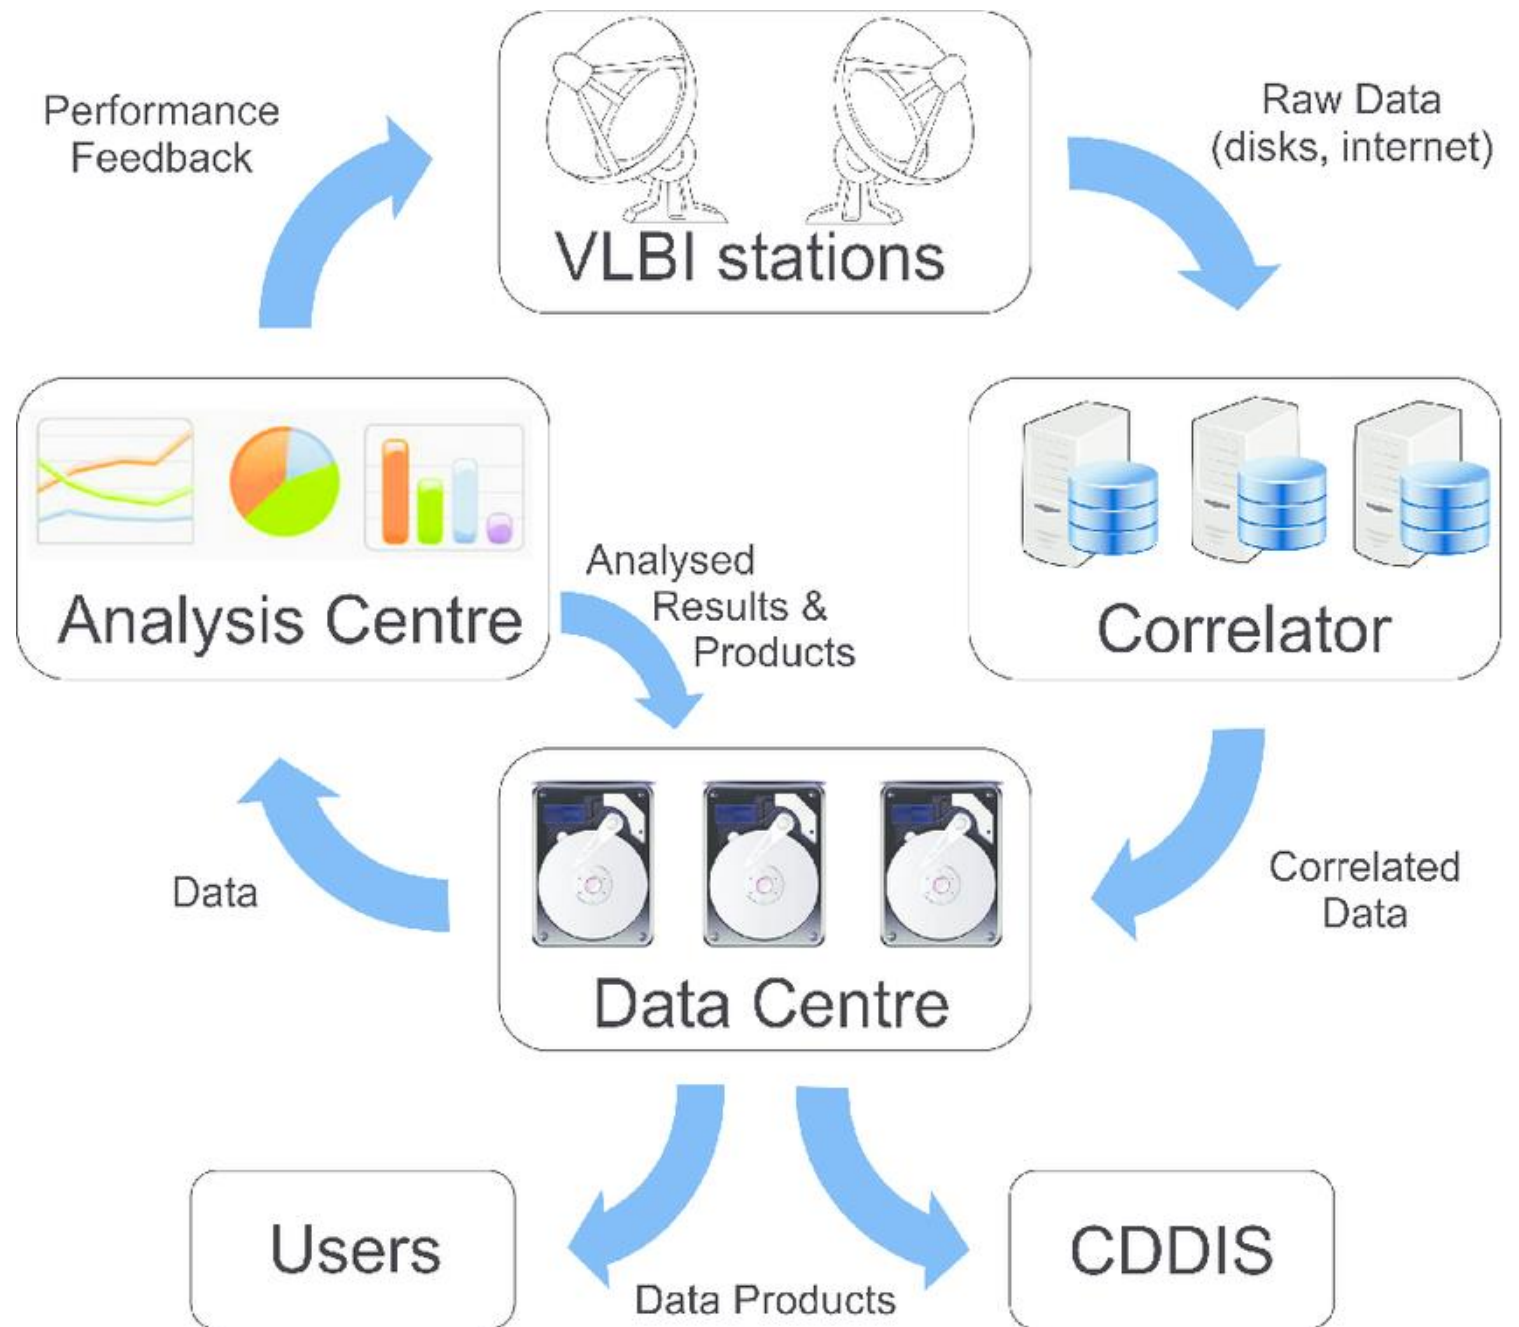 Performance
Feedback
Raw Data
(disks, internet)
VLBI stations
Analysis Centre
Analysed
Results &
Products
Correlator
Data
Correlated
Data
Data Centre
Users
Data Products
CDDIS